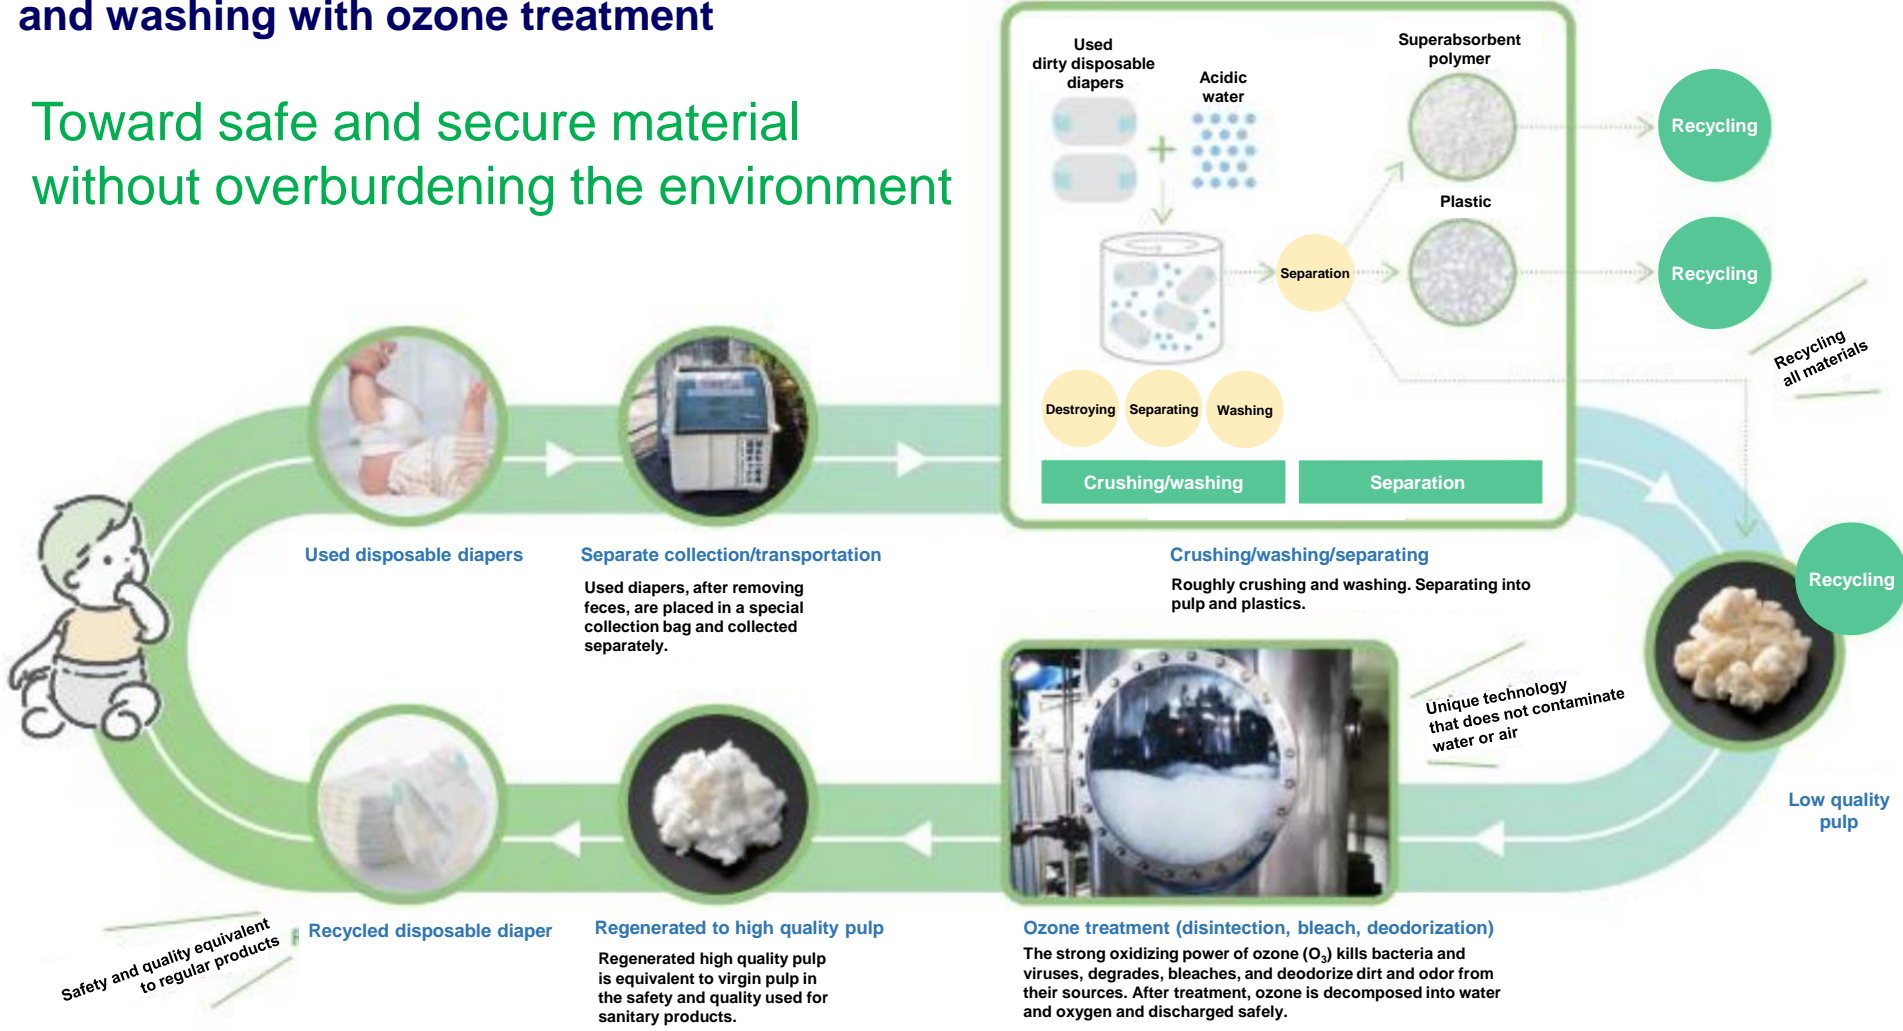 and washing with ozone treatment
Toward safe and secure material
without overburdening the environment
Used
dirty disposable
diapers
Acidic
water
Superabsorbent
polymer
Recycling
Plastic
Separation
Recycling
Recycling
all materials
Destroying
Separating
Washing
Crushing/washing
Separation
Used disposable diapers
Separate collection/transportation
Used diapers, after removing
feces, are placed in a special
collection bag and collected
separately.
Crushing/washing/separating
Roughly crushing and washing. Separating into
pulp and plastics.
Recycling
Low quality
pulp
Unique technology
that does not contaminate
water or air
Ozone treatment (disintection, bleach, deodorization)
The strong oxidizing power of ozone (O₃) kills bacteria and
viruses, degrades, bleaches, and deodorize dirt and odor from
their sources. After treatment, ozone is decomposed into water
and oxygen and discharged safely.
Regenerated to high quality pulp
Regenerated high quality pulp
is equivalent to virgin pulp in
the safety and quality used for
sanitary products.
Recycled disposable diaper
Safety and quality equivalent
to regular products